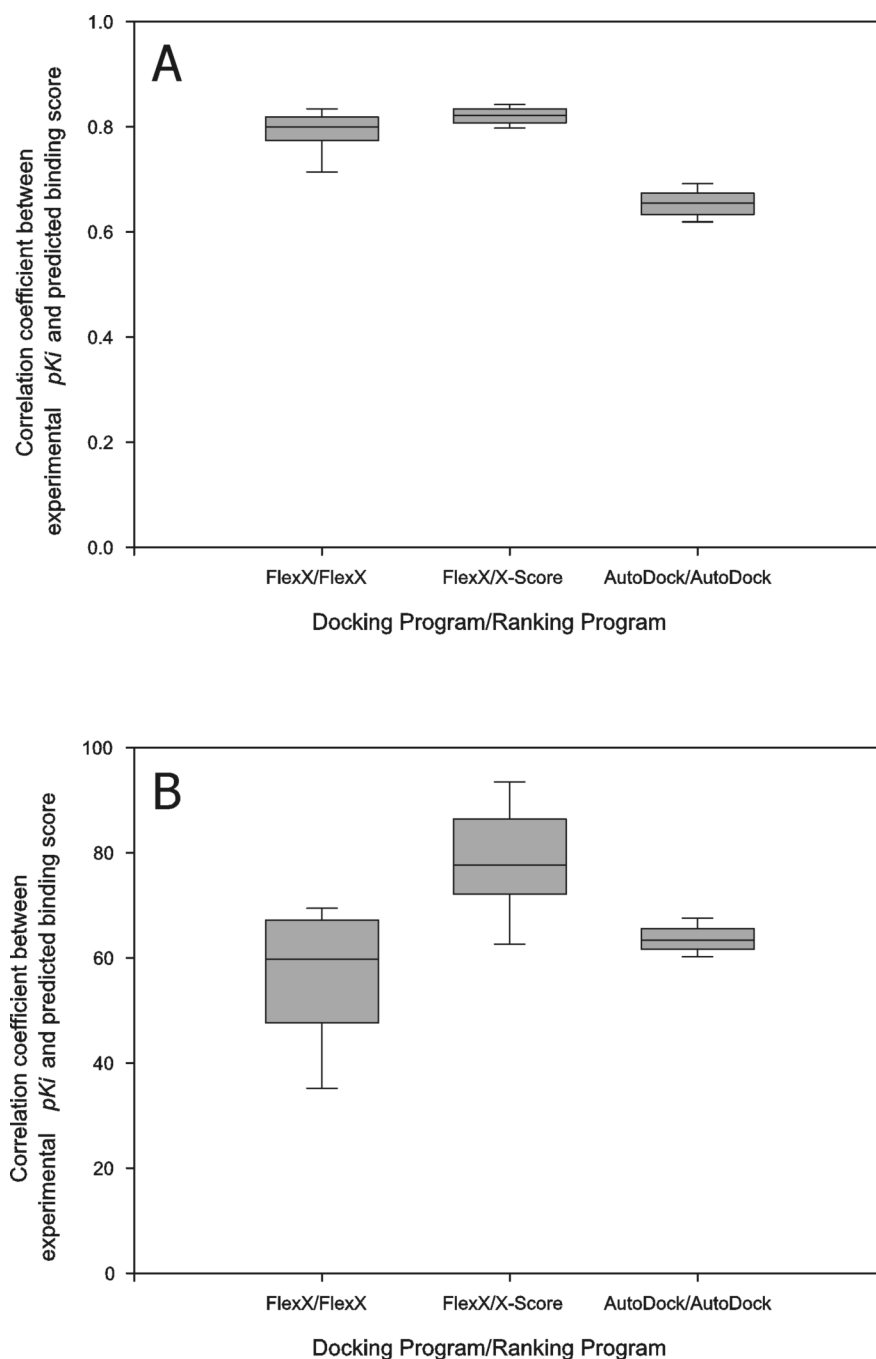 A
Correlation coefficient between
experimental pKi and predicted binding score
1.0
0.8
0.6
0.4
0.2
0.0
FlexX/FlexX FlexX/X-Score AutoDock/AutoDock
Docking Program/Ranking Program
B
Correlation coefficient between
experimental pKi and predicted binding score
100
80
60
40
20
0
FlexX/FlexX FlexX/X-Score AutoDock/AutoDock
Docking Program/Ranking Program